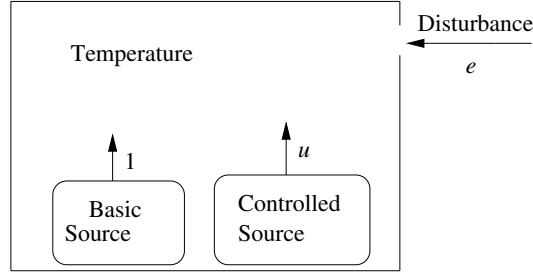 Disturbance
Temperature
e
1
u
Basic
Source
Controlled
Source